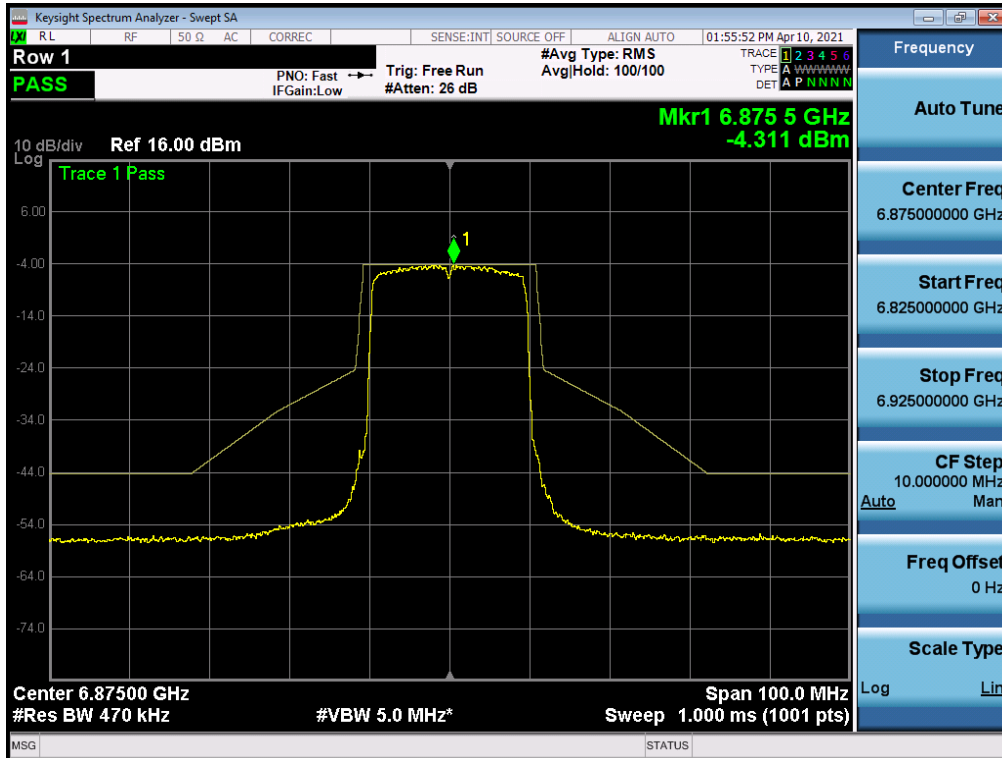 Keysight Spectrum Analyzer - Swept SA
LXI RL RF 50 Ω AC CORREC SENSE:INT SOURCE OFF ALIGN AUTO 01:55:52 PM Apr 10, 2021
Row 1
PASS
PNO: Fast
IFGain:Low
Trig: Free Run
#Atten: 26 dB
#Avg Type: RMS
Avg|Hold: 100/100
TRACE 1 2 3 4 5 6
TYPE A WWWWW
DET A P N N N N
Mkr1 6.875 5 GHz
-4.311 dBm
10 dB/div Ref 16.00 dBm
Log
Trace 1 Pass
1
6.00
-4.00
-14.0
-24.0
-34.0
-44.0
-54.0
-64.0
-74.0
Center 6.87500 GHz Span 100.0 MHz
#Res BW 470 kHz #VBW 5.0 MHz* Sweep 1.000 ms (1001 pts)
MSG STATUS
Frequency
Auto Tune
Center Freq
6.875000000 GHz
Start Freq
6.825000000 GHz
Stop Freq
6.925000000 GHz
CF Step
10.000000 MHz
Auto Man
Freq Offset
0 Hz
Scale Type
Log Lin